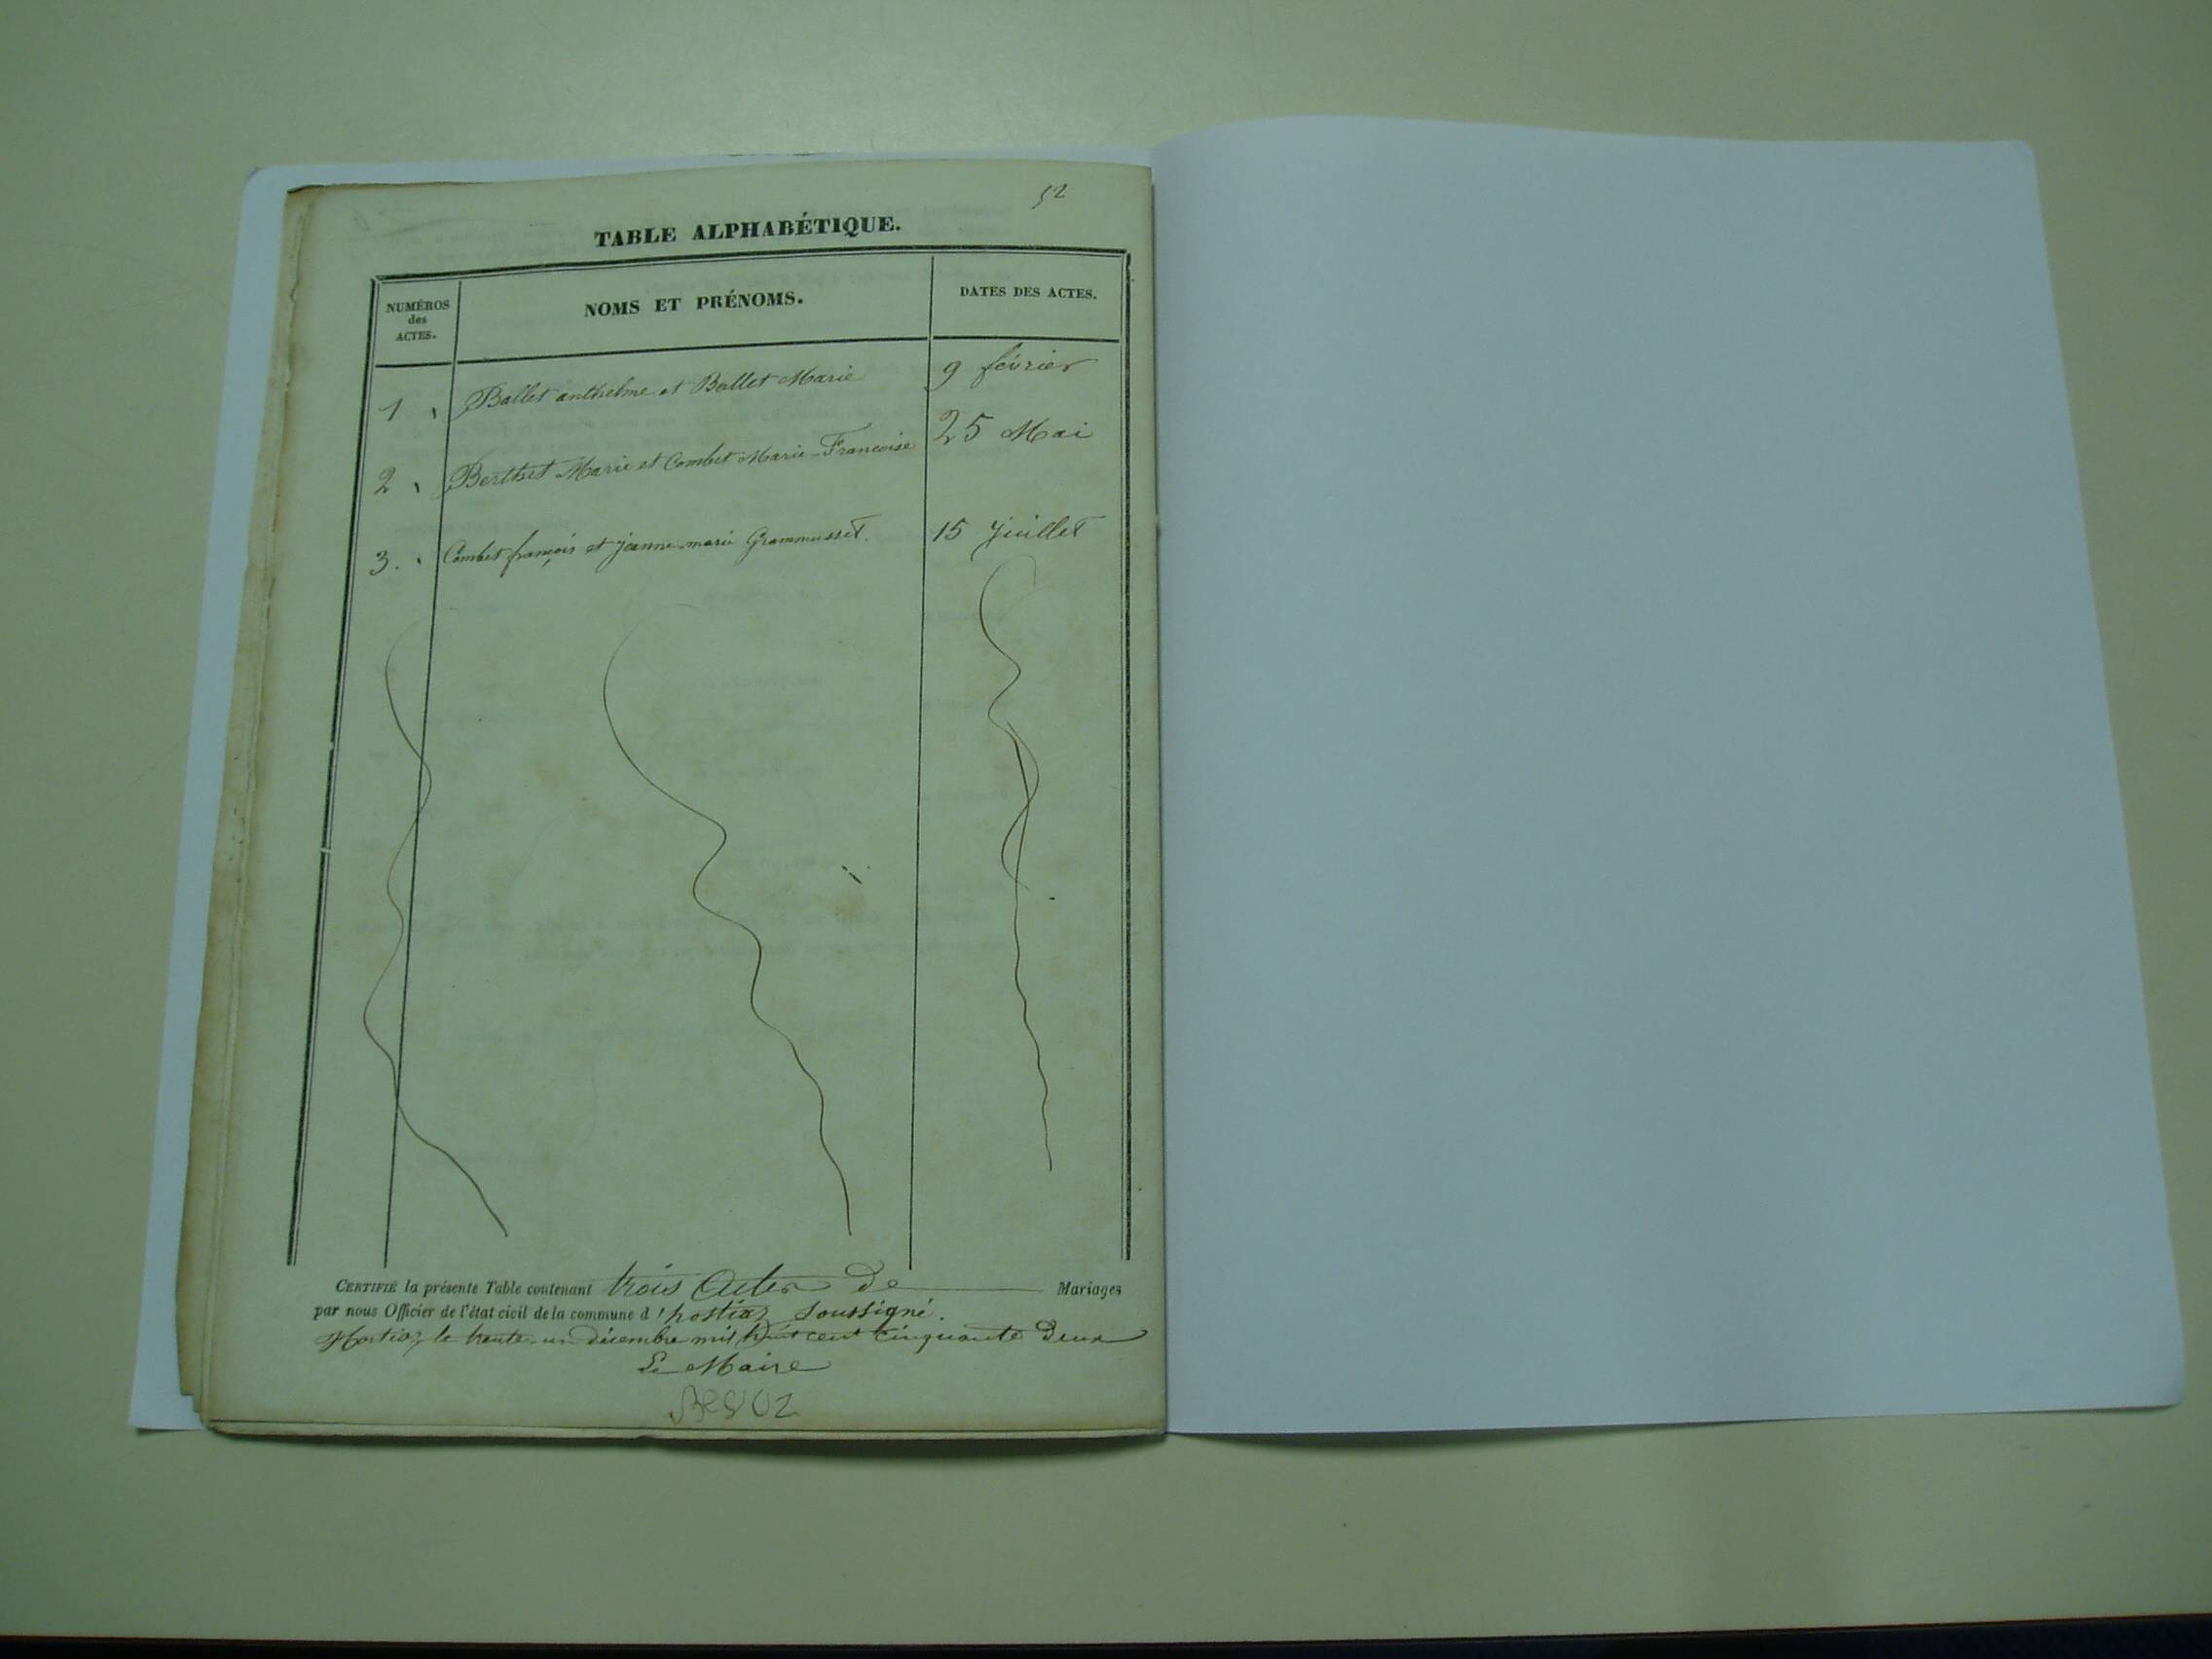 52
TABLE ALPHABÉTIQUE.
NUMÉROS
des
ACTES.
NOMS ET PRÉNOMS.
DATES DES ACTES.
1 Ballet anthelme et Ballet Marie 9 février
2 Berthet Marie et Combet Marie-Francoise 25 Mai
3. Combet françois et jeanne-marie Grammusset. 15 juillet
CERTIFIÉ la présente Table contenant trois Actes de Mariages
par nous Officier de l'état civil de la commune d'hostiaz soussigné.
Hostiaz le trente-un décembre mil huit cent cinquante deux
Le Maire